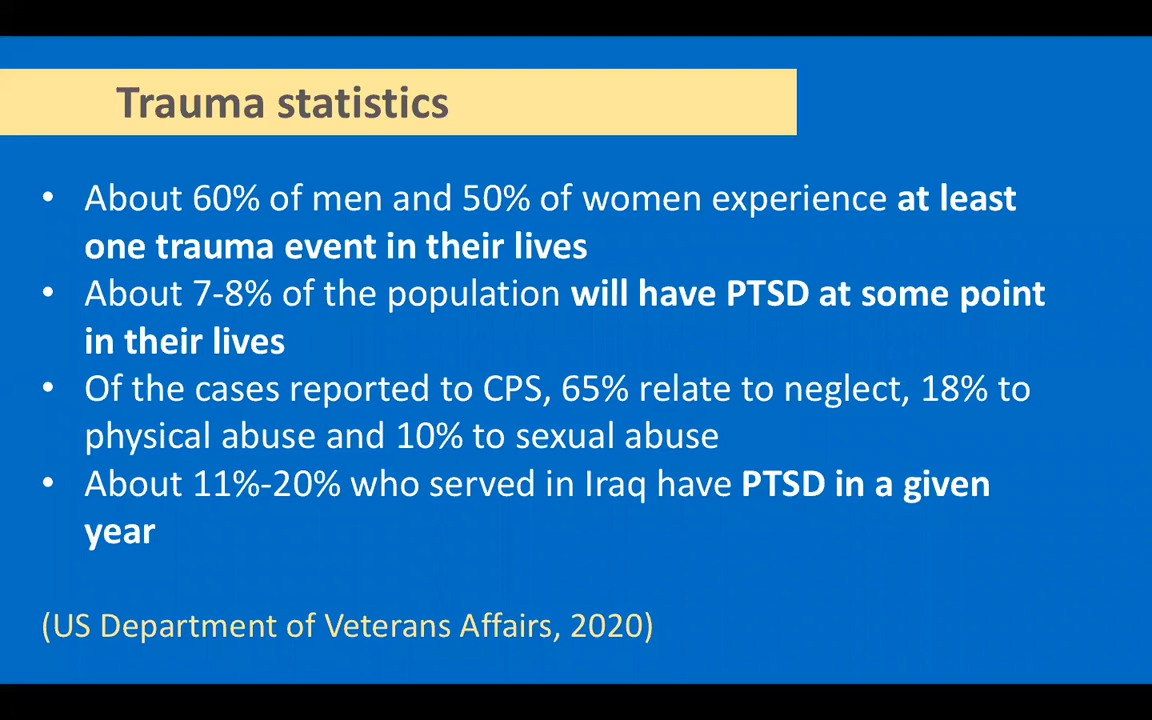 Trauma statistics
• About 60% of men and 50% of women experience at least
one trauma event in their lives
• About 7-8% of the population will have PTSD at some point
in their lives
• Of the cases reported to CPS, 65% relate to neglect, 18% to
physical abuse and 10% to sexual abuse
• About 11%-20% who served in Iraq have PTSD in a given
year
(US Department of Veterans Affairs, 2020)